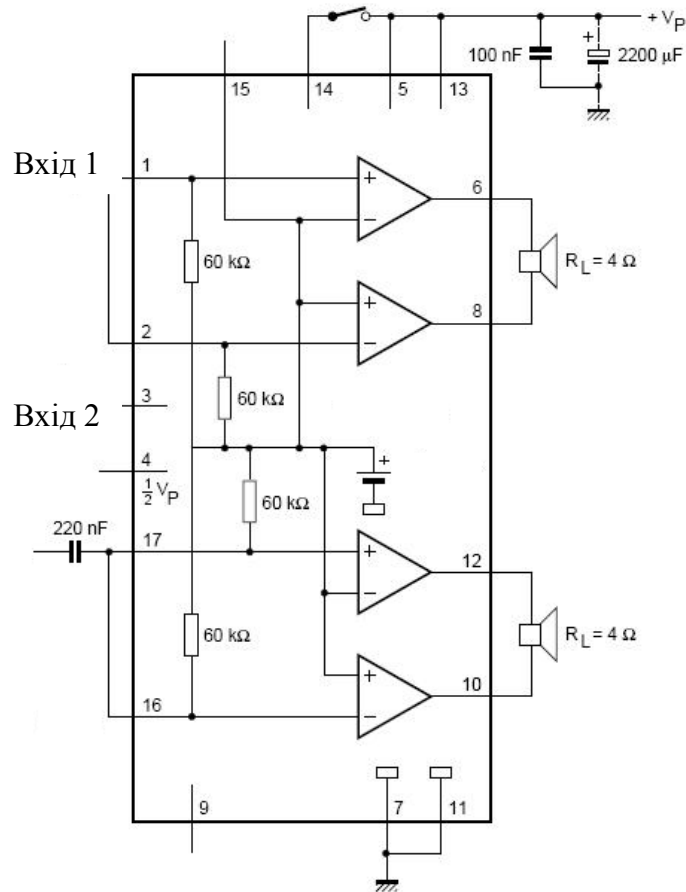 + V_P
100 nF
2200 µF
+
15
14
5
13
Вхід 1
1
+
−
6
60 kΩ
R_L = 4 Ω
+
−
8
2
60 kΩ
3
Вхід 2
4
½ V_P
+
60 kΩ
220 nF
17
+
−
12
60 kΩ
R_L = 4 Ω
+
−
10
16
9
7
11